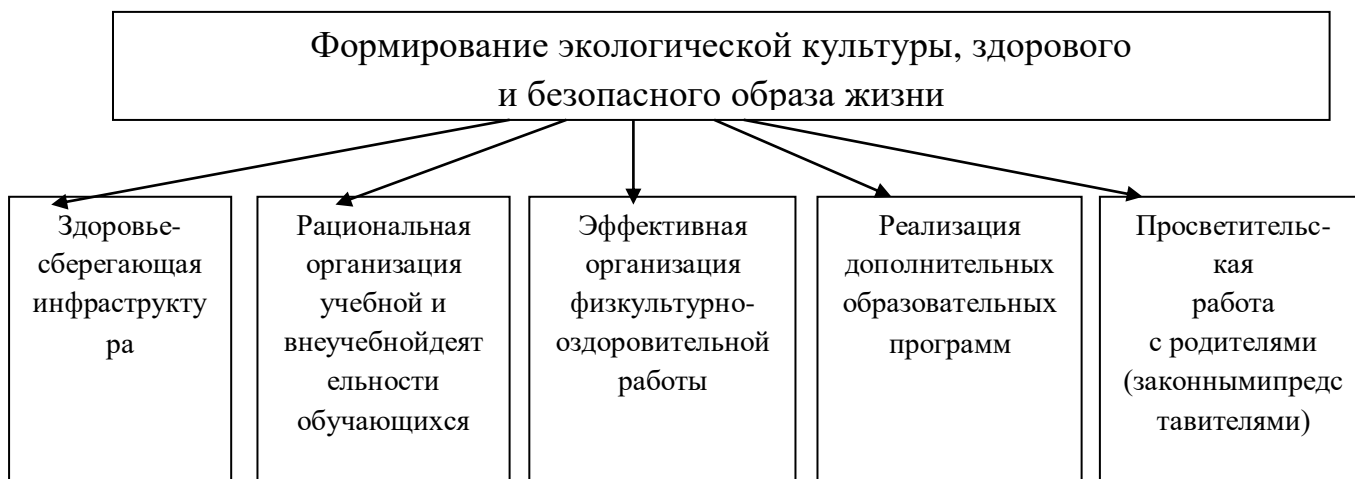 Формирование экологической культуры, здорового
и безопасного образа жизни
Здоровье-
сберегающая
инфраструкту
ра
Рациональная
организация
учебной и
внеучебнойдеят
ельности
обучающихся
Эффективная
организация
физкультурно-
оздоровительной
работы
Реализация
дополнительных
образовательных
программ
Просветительс-
кая
работа
с родителями
(законнымипредс
тавителями)